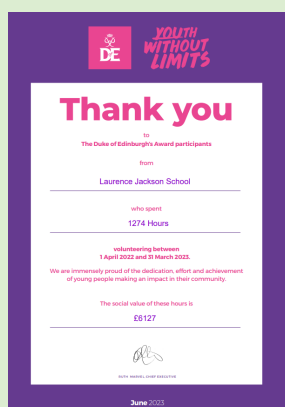 DE
YOUTH
WITHOUT
LIMITS
Thank you
to
The Duke of Edinburgh's Award participants
from
Laurence Jackson School
who spent
1274 Hours
volunteering between
1 April 2022 and 31 March 2023.
We are immensely proud of the dedication, effort and achievement
of young people making an impact in their community.
The social value of these hours is
£6127
RUTH MARVEL, CHIEF EXECUTIVE
June 2023